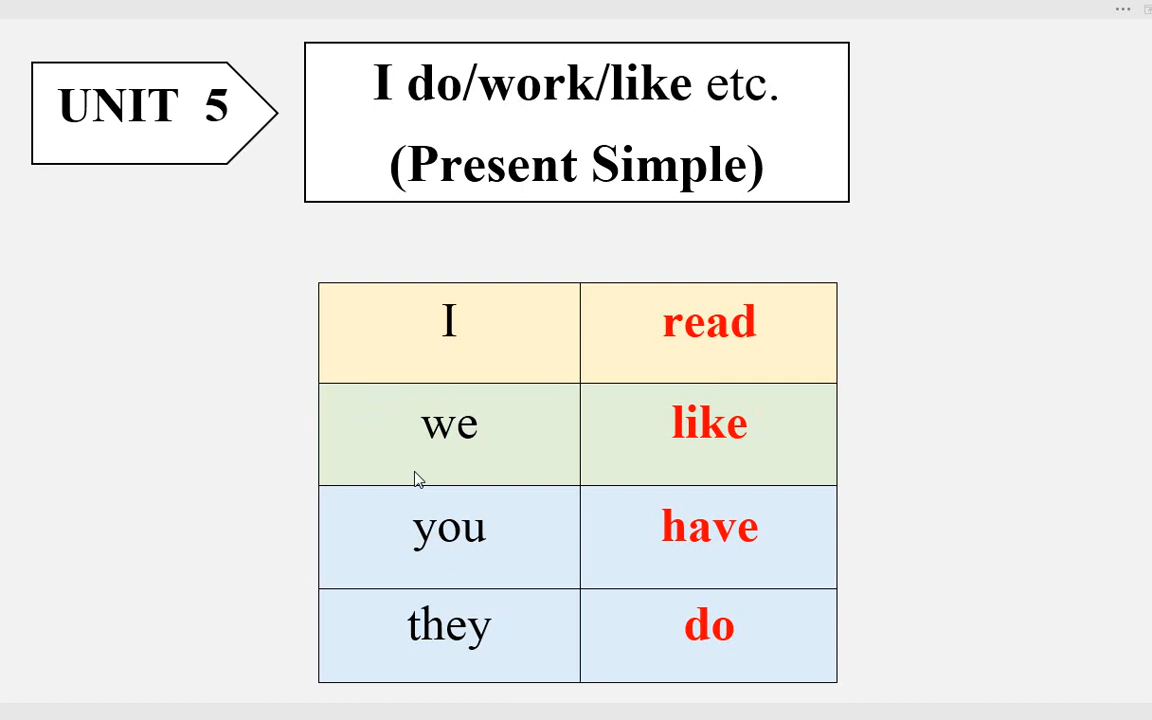 UNIT 5
I do/work/like etc.
(Present Simple)
I read
we like
you have
they do